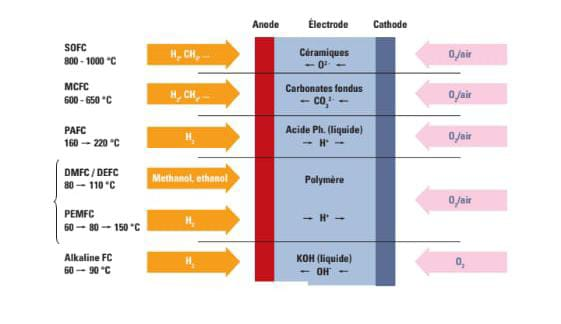 Anode Électrode Cathode
SOFC
800 - 1000 °C
H₂, CH₄, ...
Céramiques
← O²⁻ ←
O₂/air
MCFC
600 - 650 °C
H₂, CH₄, ...
Carbonates fondus
← CO₃²⁻ ←
O₂/air
PAFC
160 → 220 °C
H₂
Acide Ph. (liquide)
→ H⁺ →
O₂/air
DMFC / DEFC
80 → 110 °C
Methanol, ethanol
Polymère
O₂/air
PEMFC
60 → 80 → 150 °C
H₂
→ H⁺ →
Alkaline FC
60 → 90 °C
H₂
KOH (liquide)
← OH⁻ ←
O₂